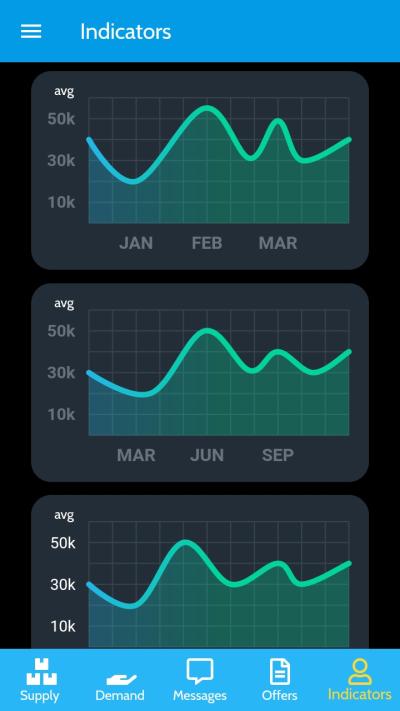 Indicators
avg
50k
30k
10k
JAN FEB MAR
avg
50k
30k
10k
MAR JUN SEP
avg
50k
30k
10k
Supply Demand Messages Offers Indicators